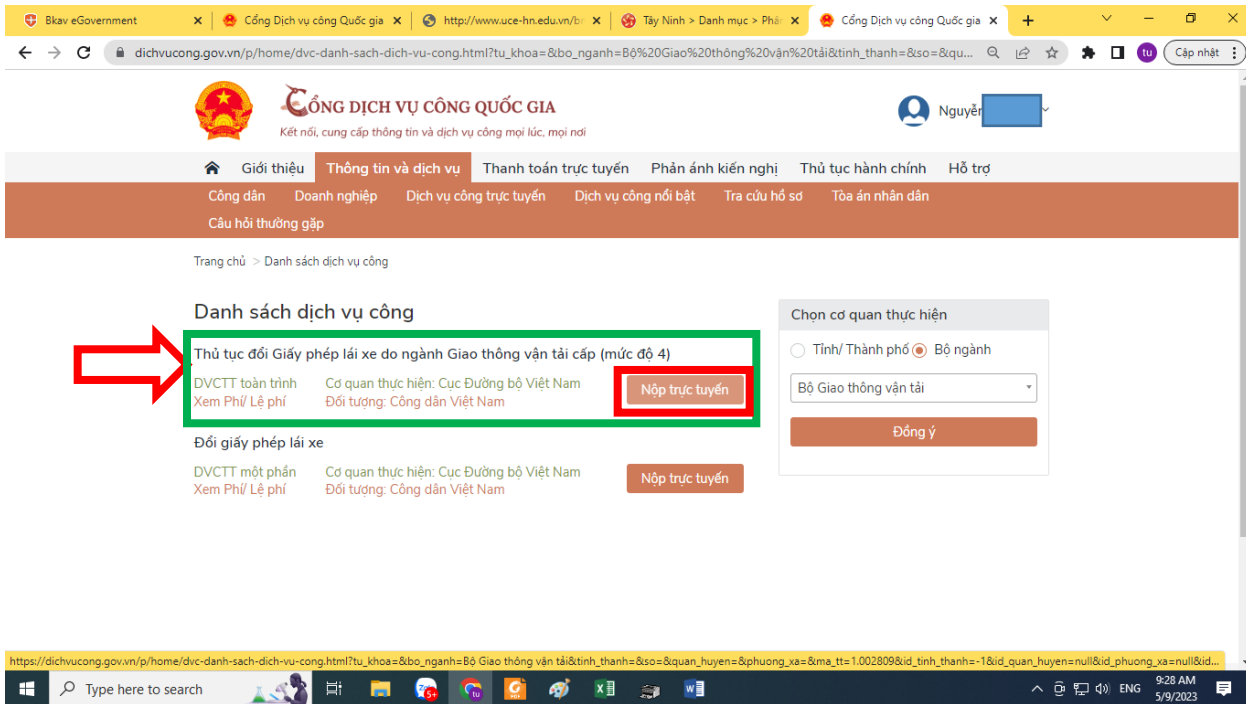 Bkav eGovernment
Cổng Dịch vụ công Quốc gia
http://www.uce-hn.edu.vn/br
Tây Ninh > Danh mục > Phâ
Cổng Dịch vụ công Quốc gia
dichvucong.gov.vn/p/home/dvc-danh-sach-dich-vu-cong.html?tu_khoa=&bo_nganh=Bộ%20Giao%20thông%20vận%20tải&tinh_thanh=&so=&qu...
tu
Cập nhật
CỔNG DỊCH VỤ CÔNG QUỐC GIA
Kết nối, cung cấp thông tin và dịch vụ công mọi lúc, mọi nơi
Nguyễn
Giới thiệu Thông tin và dịch vụ Thanh toán trực tuyến Phản ánh kiến nghị Thủ tục hành chính Hỗ trợ
Công dân Doanh nghiệp Dịch vụ công trực tuyến Dịch vụ công nổi bật Tra cứu hồ sơ Tòa án nhân dân
Câu hỏi thường gặp
Trang chủ > Danh sách dịch vụ công
Danh sách dịch vụ công
Thủ tục đổi Giấy phép lái xe do ngành Giao thông vận tải cấp (mức độ 4)
DVCTT toàn trình Cơ quan thực hiện: Cục Đường bộ Việt Nam
Xem Phí/ Lệ phí Đối tượng: Công dân Việt Nam
Nộp trực tuyến
Đổi giấy phép lái xe
DVCTT một phần Cơ quan thực hiện: Cục Đường bộ Việt Nam
Xem Phí/ Lệ phí Đối tượng: Công dân Việt Nam
Nộp trực tuyến
Chọn cơ quan thực hiện
Tỉnh/ Thành phố Bộ ngành
Bộ Giao thông vận tải
Đồng ý
https://dichvucong.gov.vn/p/home/dvc-danh-sach-dich-vu-cong.html?tu_khoa=&bo_nganh=Bộ Giao thông vận tải&tinh_thanh=&so=&quan_huyen=&phuong_xa=&ma_tt=1.002809&id_tinh_thanh=-1&id_quan_huyen=null&id_phuong_xa=null&id...
Type here to search
5+
ENG
9:28 AM
5/9/2023